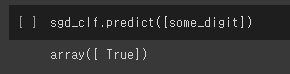 [ ] sgd_clf.predict([some_digit])
array([ True])